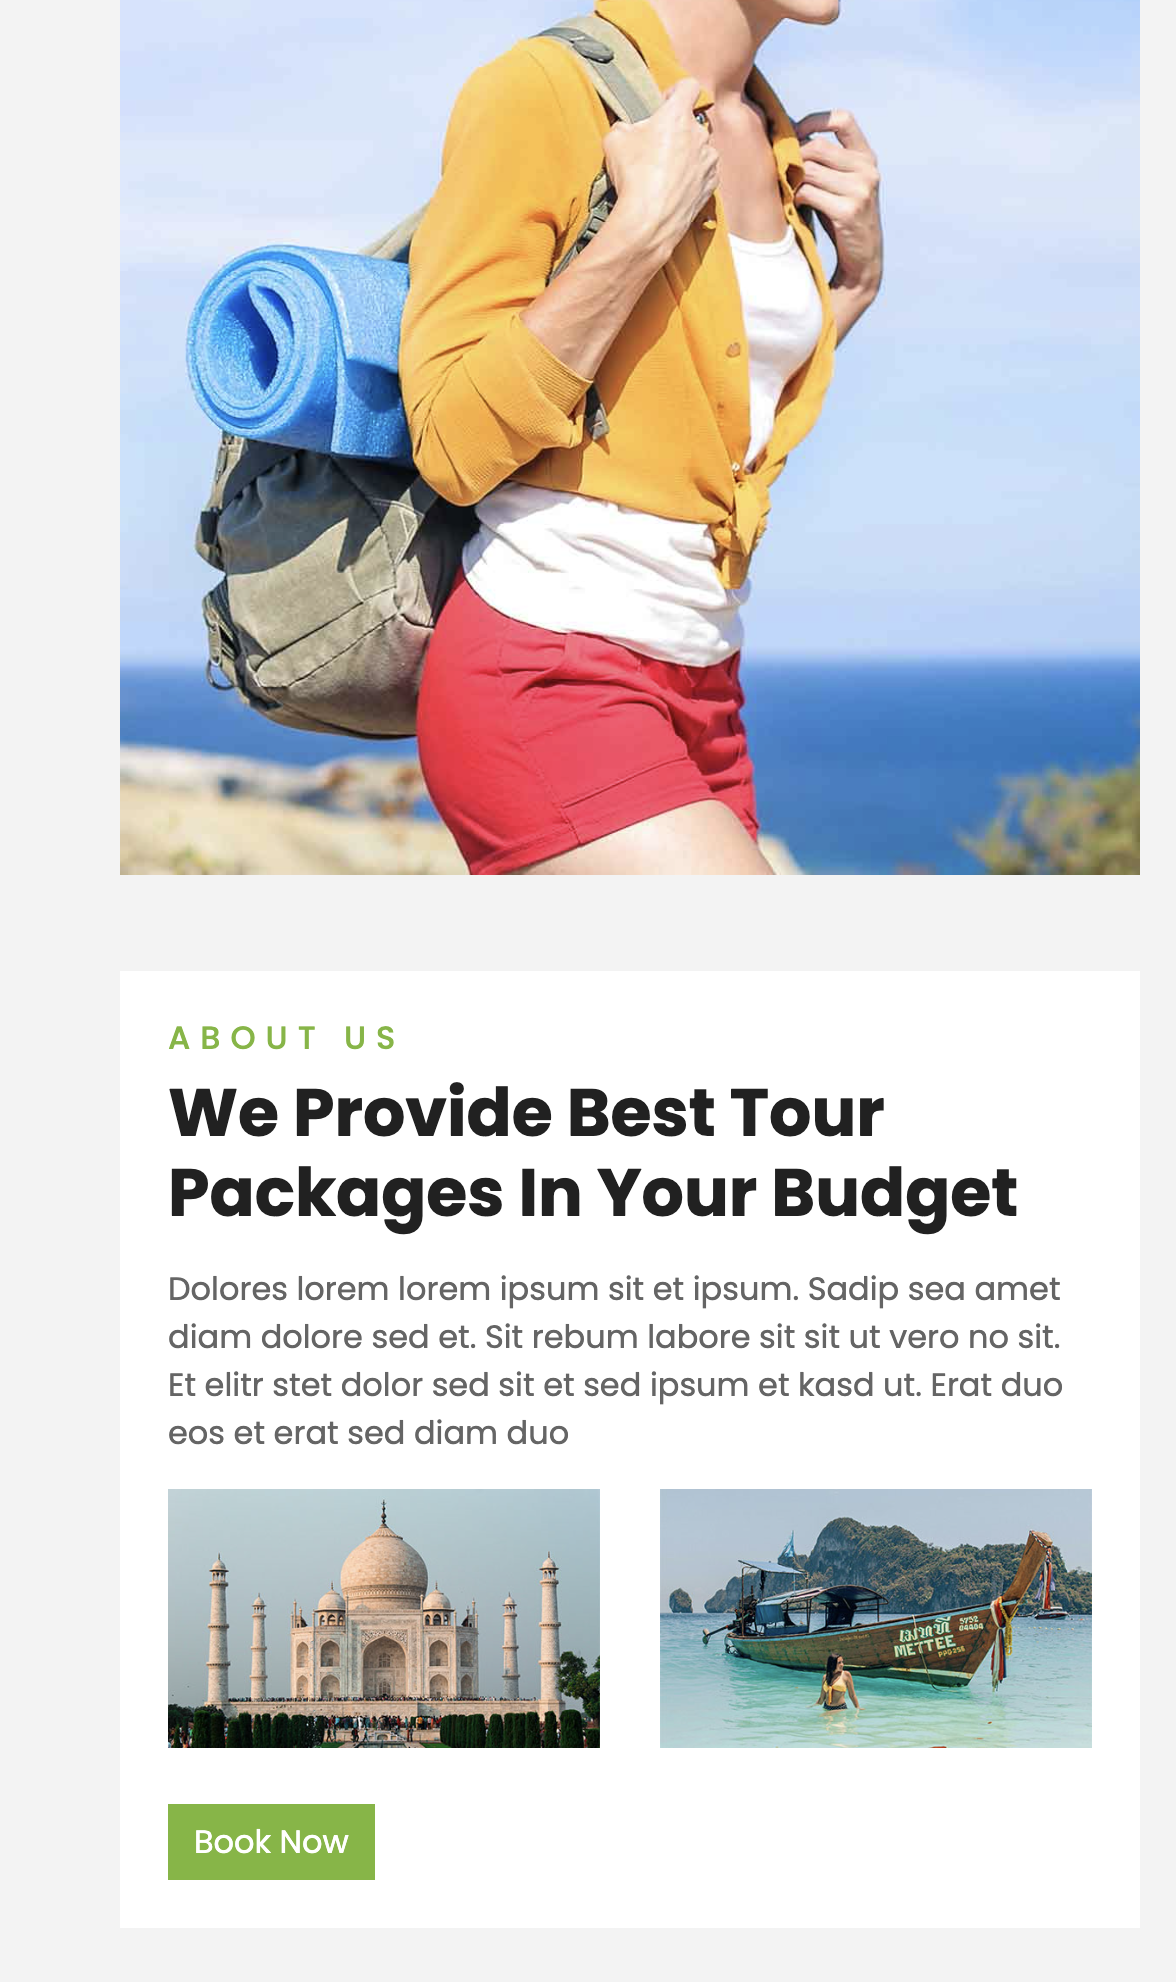 ABOUT US
We Provide Best Tour
Packages In Your Budget
Dolores lorem lorem ipsum sit et ipsum. Sadip sea amet
diam dolore sed et. Sit rebum labore sit sit ut vero no sit.
Et elitr stet dolor sed sit et sed ipsum et kasd ut. Erat duo
eos et erat sed diam duo
METTEE
5752
04404
Book Now